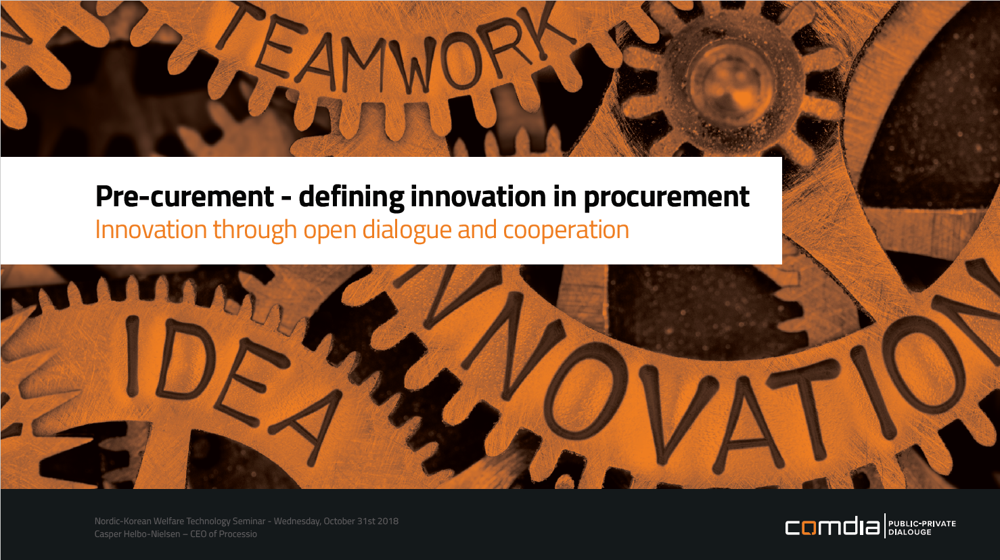 TEAMWORK
Pre-curement - defining innovation in procurement
Innovation through open dialogue and cooperation
IDEA
INNOVATION
Nordic-Korean Welfare Technology Seminar - Wednesday, October 31st 2018
Casper Helbo-Nielsen – CEO of Processio
comdia
PUBLIC-PRIVATE
DIALOUGE